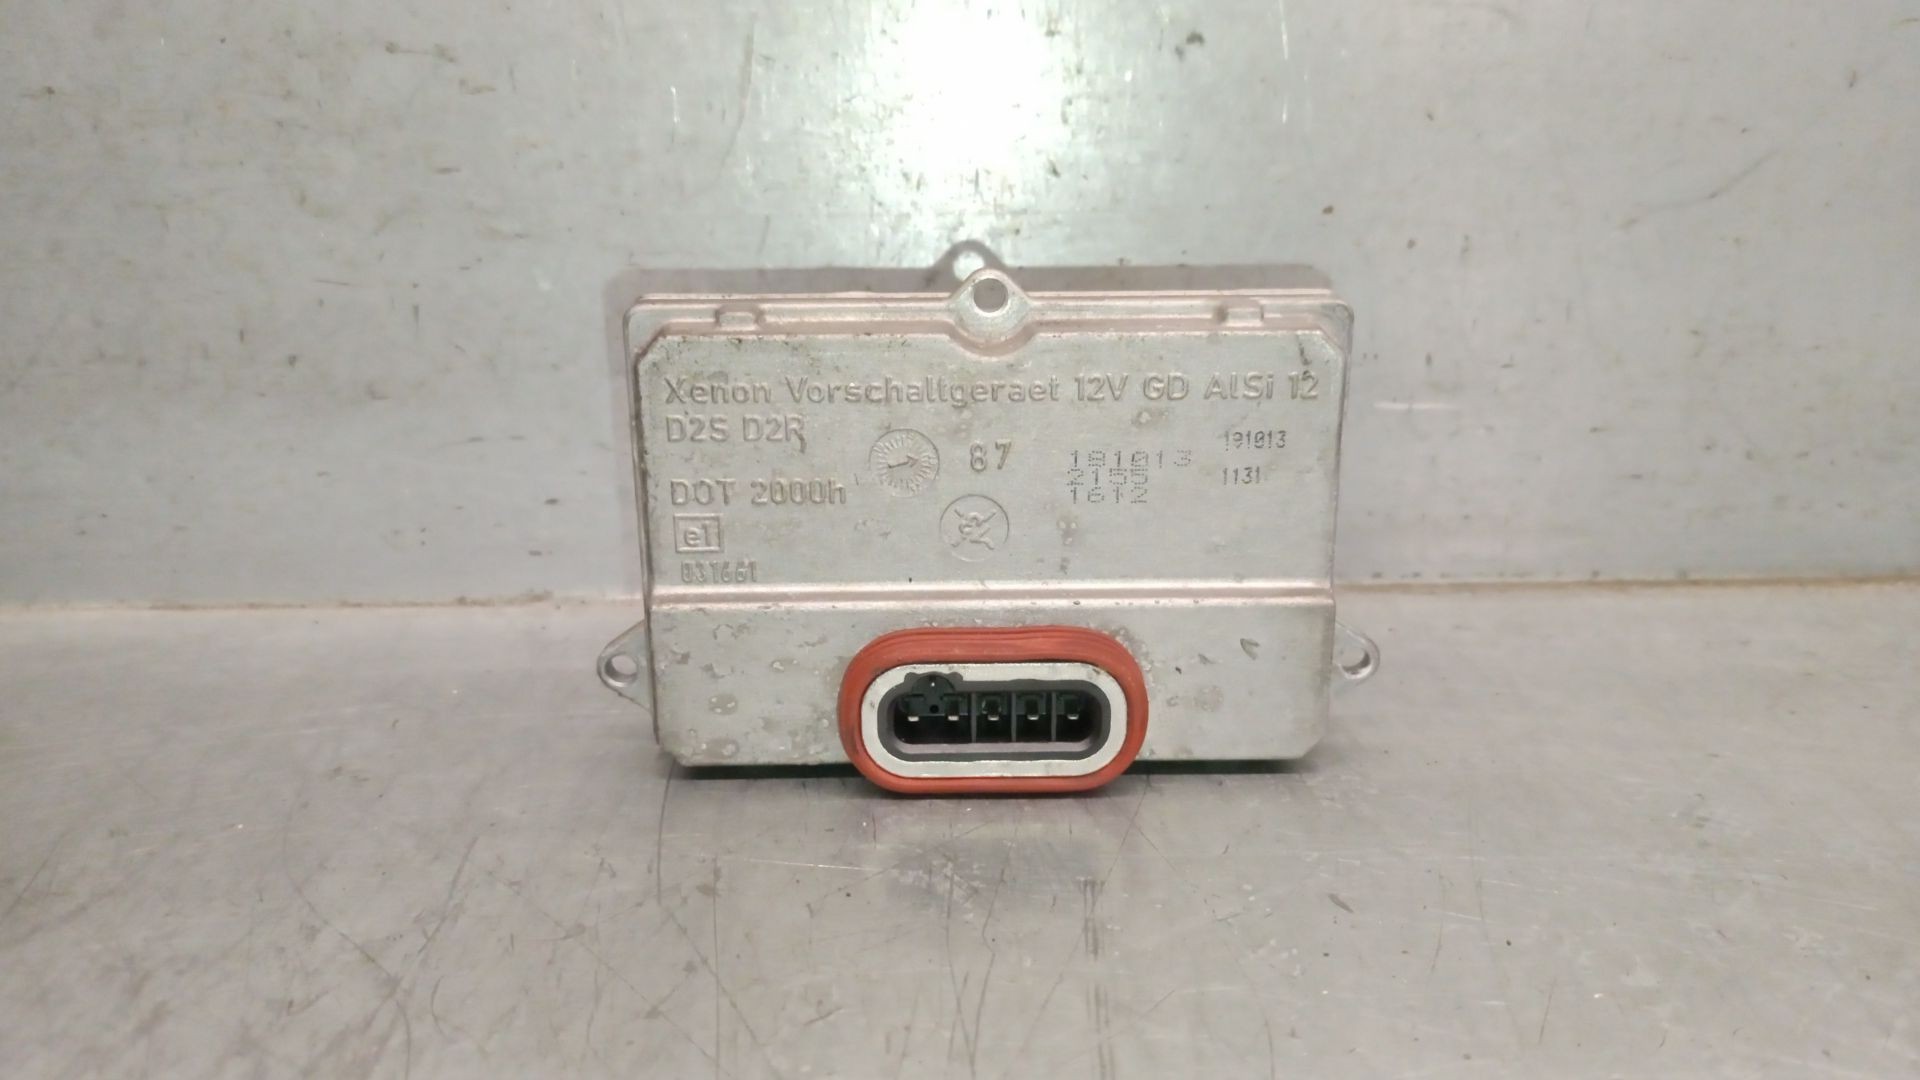 Xenon Vorschaltgeraet 12V GD AlSi 12
D2S D2R
87
191013
191013
2155
1131
DOT 2000h
1612
e1
031661